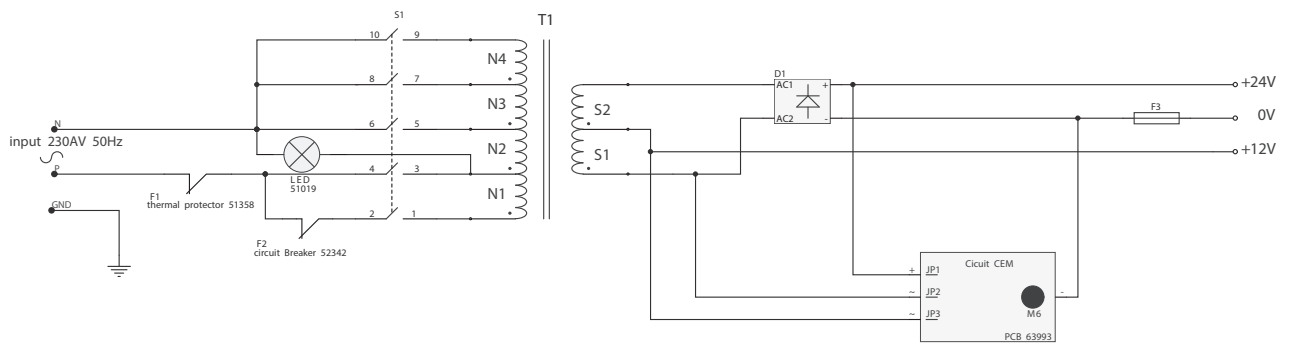 S1
T1
10 9
N4
8 7
D1
AC1 +
+24V
N3
S2
N
6 5
AC2 -
F3
0V
input 230AV 50Hz
N2
S1
+12V
P
LED
51019
4 3
F1
thermal protector 51358
N1
GND
2 1
F2
circuit Breaker 52342
Cicuit CEM
+ JP1
~ JP2
-
M6
~ JP3
PCB 63993